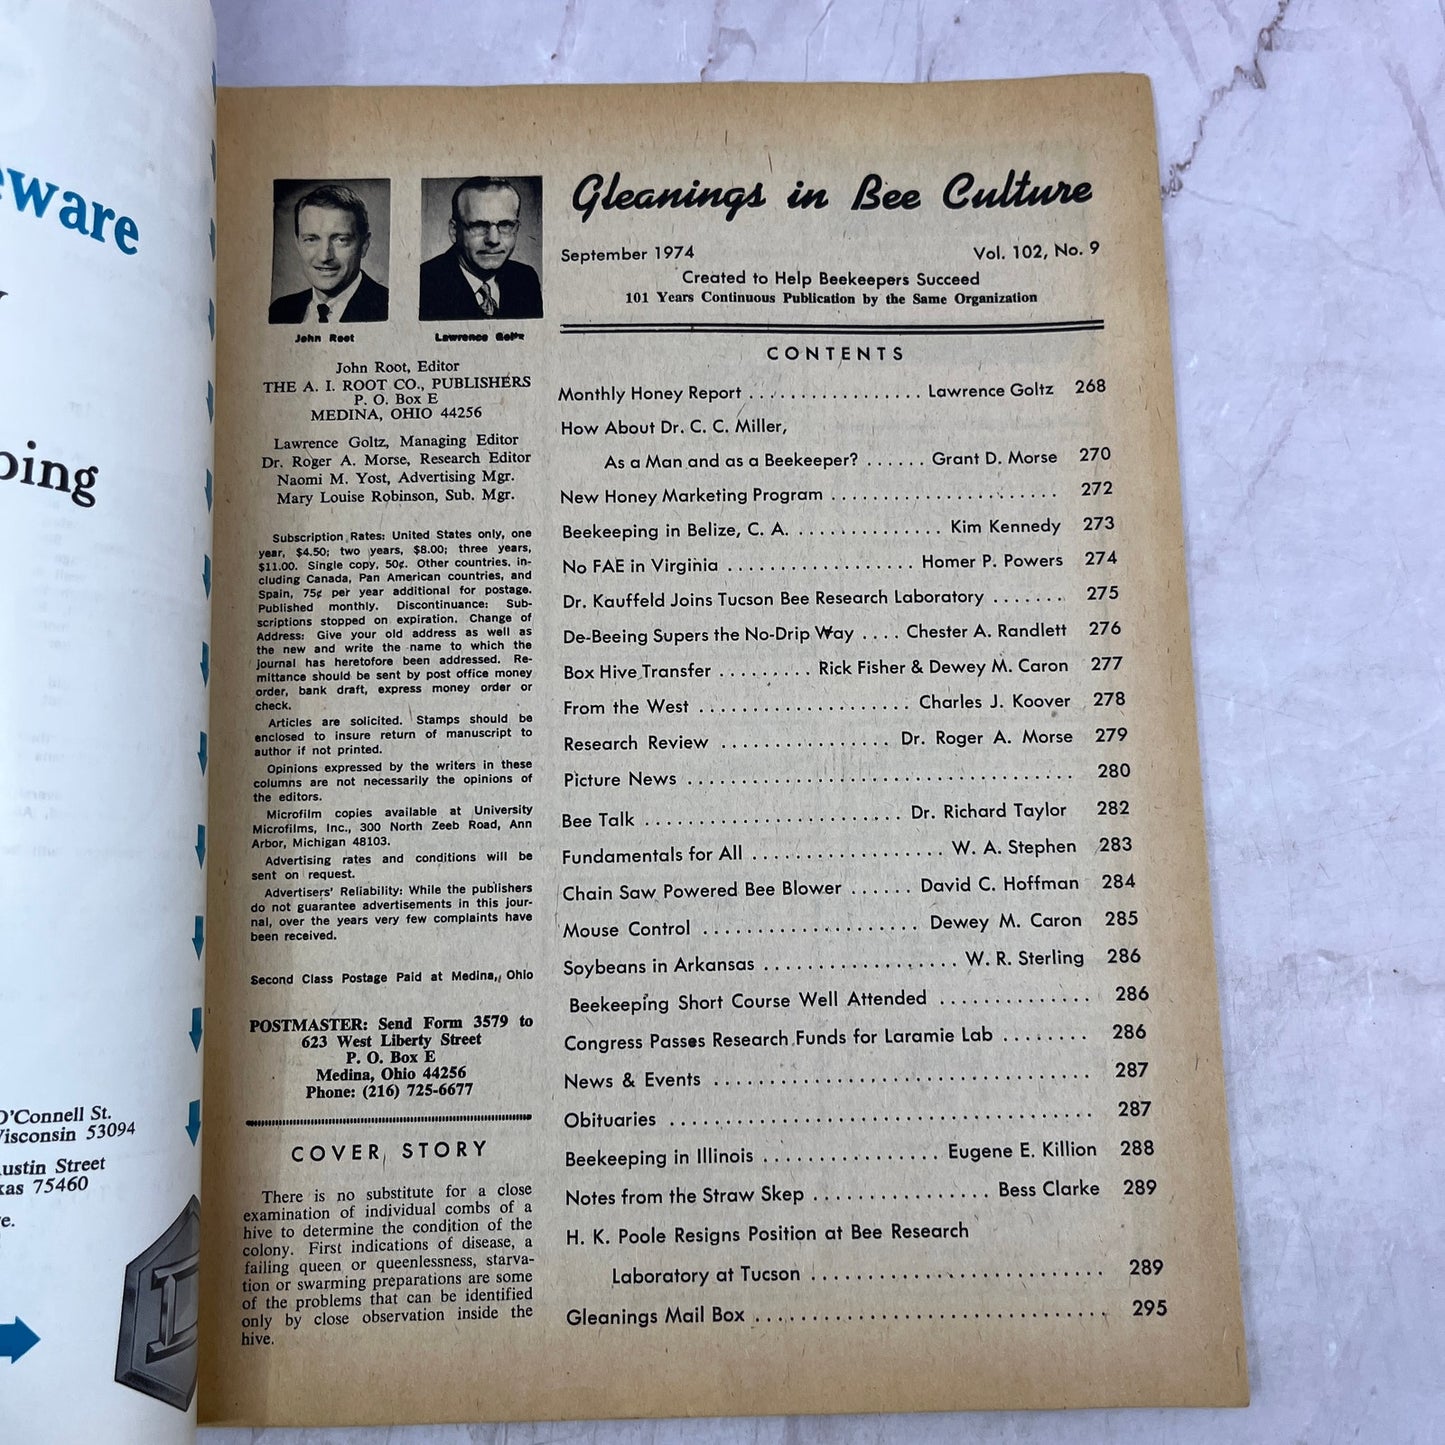 eware
ping
O'Connell St.
Wisconsin 53094
Austin Street
xas 75460
John Root
Lawrence Goltz
John Root, Editor
THE A. I. ROOT CO., PUBLISHERS
P. O. Box E
MEDINA, OHIO 44256
Lawrence Goltz, Managing Editor
Dr. Roger A. Morse, Research Editor
Naomi M. Yost, Advertising Mgr.
Mary Louise Robinson, Sub. Mgr.
Subscription Rates: United States only, one
year, $4.50; two years, $8.00; three years,
$11.00. Single copy, 50¢. Other countries, in-
cluding Canada, Pan American countries, and
Spain, 75¢ per year additional for postage.
Published monthly. Discontinuance: Sub-
scriptions stopped on expiration. Change of
Address: Give your old address as well as
the new and write the name to which the
journal has heretofore been addressed. Re-
mittance should be sent by post office money
order, bank draft, express money order or
check.
Articles are solicited. Stamps should be
enclosed to insure return of manuscript to
author if not printed.
Opinions expressed by the writers in these
columns are not necessarily the opinions of
the editors.
Microfilm copies available at University
Microfilms, Inc., 300 North Zeeb Road, Ann
Arbor, Michigan 48103.
Advertising rates and conditions will be
sent on request.
Advertisers' Reliability: While the publishers
do not guarantee advertisements in this jour-
nal, over the years very few complaints have
been received.
Second Class Postage Paid at Medina, Ohio
POSTMASTER: Send Form 3579 to
623 West Liberty Street
P. O. Box E
Medina, Ohio 44256
Phone: (216) 725-6677
COVER STORY
There is no substitute for a close
examination of individual combs of a
hive to determine the condition of the
colony. First indications of disease, a
failing queen or queenlessness, starva-
tion or swarming preparations are some
of the problems that can be identified
only by close observation inside the
hive.
Gleanings in Bee Culture
September 1974 Vol. 102, No. 9
Created to Help Beekeepers Succeed
101 Years Continuous Publication by the Same Organization
CONTENTS
Monthly Honey Report ................ Lawrence Goltz 268
How About Dr. C. C. Miller,
As a Man and as a Beekeeper? ...... Grant D. Morse 270
New Honey Marketing Program ...................... 272
Beekeeping in Belize, C. A. .............. Kim Kennedy 273
No FAE in Virginia .................. Homer P. Powers 274
Dr. Kauffeld Joins Tucson Bee Research Laboratory ....... 275
De-Beeing Supers the No-Drip Way .... Chester A. Randlett 276
Box Hive Transfer ......... Rick Fisher & Dewey M. Caron 277
From the West .................... Charles J. Koover 278
Research Review ................. Dr. Roger A. Morse 279
Picture News .................................... 280
Bee Talk ........................ Dr. Richard Taylor 282
Fundamentals for All ................... W. A. Stephen 283
Chain Saw Powered Bee Blower ...... David C. Hoffman 284
Mouse Control .................... Dewey M. Caron 285
Soybeans in Arkansas .................. W. R. Sterling 286
Beekeeping Short Course Well Attended .............. 286
Congress Passes Research Funds for Laramie Lab ........ 286
News & Events .................................. 287
Obituaries ...................................... 287
Beekeeping in Illinois ................. Eugene E. Killion 288
Notes from the Straw Skep ................ Bess Clarke 289
H. K. Poole Resigns Position at Bee Research
Laboratory at Tucson ........................... 289
Gleanings Mail Box ................................ 295